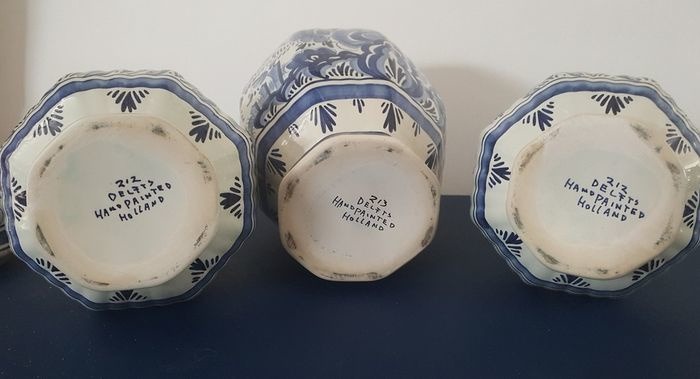 212
DELFTS
HANDPAINTED
HOLLAND
213
DELFTS
HANDPAINTED
HOLLAND
212
DELFTS
HANDPAINTED
HOLLAND